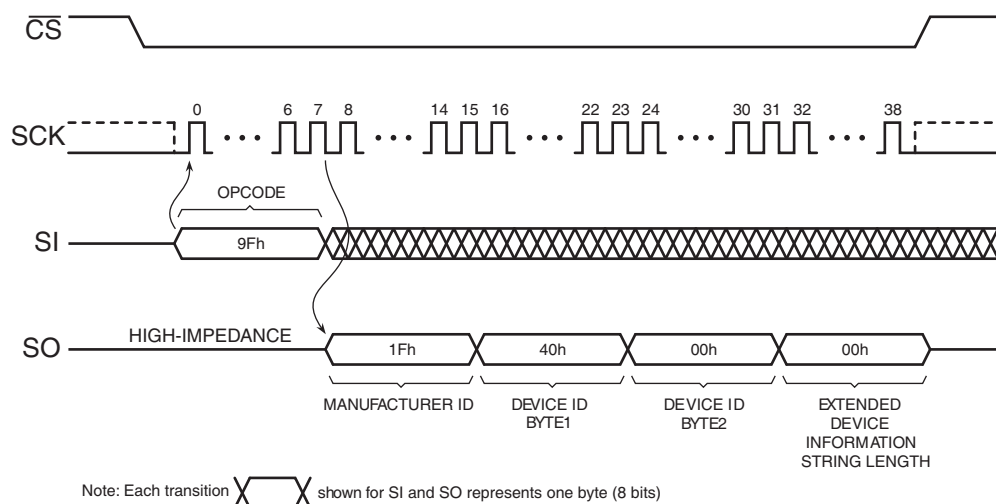 CS
0 6 7 8 14 15 16 22 23 24 30 31 32 38
SCK
OPCODE
SI
9Fh
HIGH-IMPEDANCE
SO
1Fh 40h 00h 00h
MANUFACTURER ID
DEVICE ID
BYTE1
DEVICE ID
BYTE2
EXTENDED
DEVICE
INFORMATION
STRING LENGTH
Note: Each transition shown for SI and SO represents one byte (8 bits)